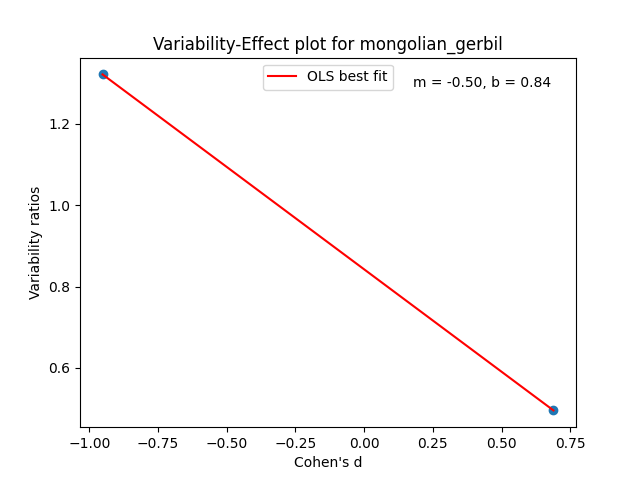 Variability-Effect plot for mongolian_gerbil
OLS best fit
m = -0.50, b = 0.84
Variability ratios
1.2
1.0
0.8
0.6
−1.00 −0.75 −0.50 −0.25 0.00 0.25 0.50 0.75
Cohen's d